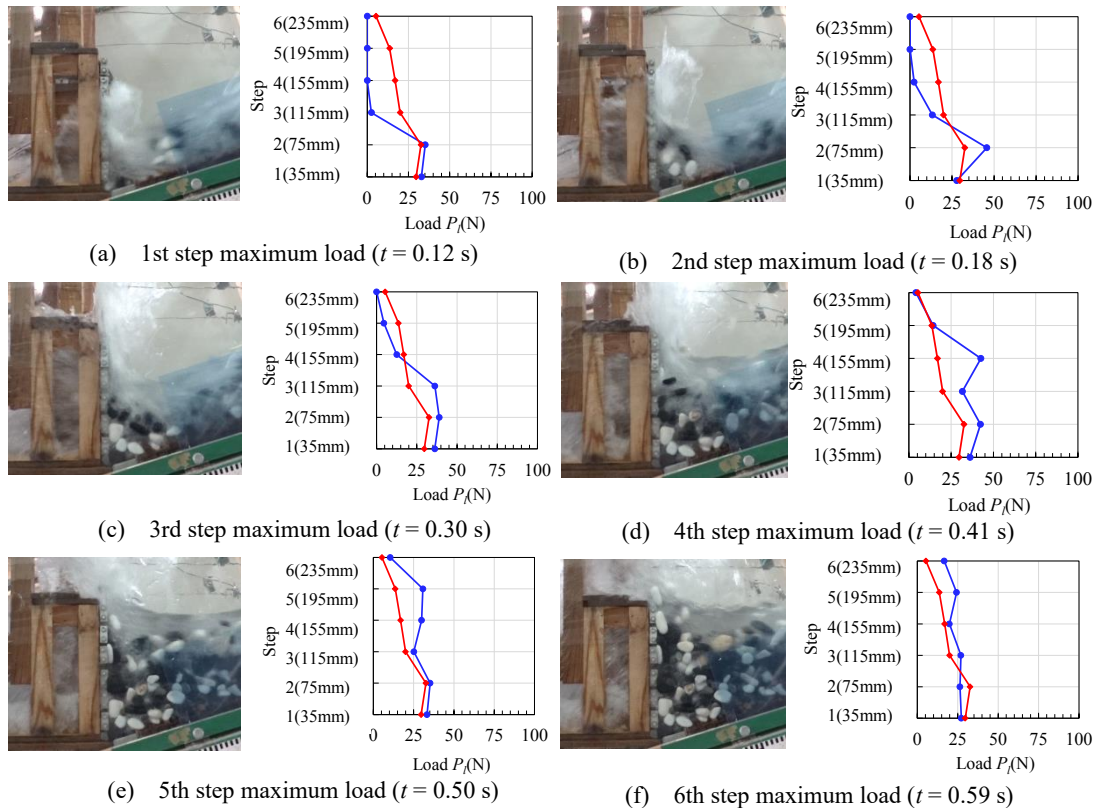 6(235mm)
5(195mm)
4(155mm)
3(115mm)
2(75mm)
1(35mm)
Step
0 25 50 75 100
Load Pl(N)
(a) 1st step maximum load (t = 0.12 s)
6(235mm)
5(195mm)
4(155mm)
3(115mm)
2(75mm)
1(35mm)
Step
0 25 50 75 100
Load Pl(N)
(b) 2nd step maximum load (t = 0.18 s)
6(235mm)
5(195mm)
4(155mm)
3(115mm)
2(75mm)
1(35mm)
Step
0 25 50 75 100
Load Pl(N)
(c) 3rd step maximum load (t = 0.30 s)
6(235mm)
5(195mm)
4(155mm)
3(115mm)
2(75mm)
1(35mm)
Step
0 25 50 75 100
Load Pl(N)
(d) 4th step maximum load (t = 0.41 s)
6(235mm)
5(195mm)
4(155mm)
3(115mm)
2(75mm)
1(35mm)
Step
0 25 50 75 100
Load Pl(N)
(e) 5th step maximum load (t = 0.50 s)
6(235mm)
5(195mm)
4(155mm)
3(115mm)
2(75mm)
1(35mm)
Step
0 25 50 75 100
Load Pl(N)
(f) 6th step maximum load (t = 0.59 s)